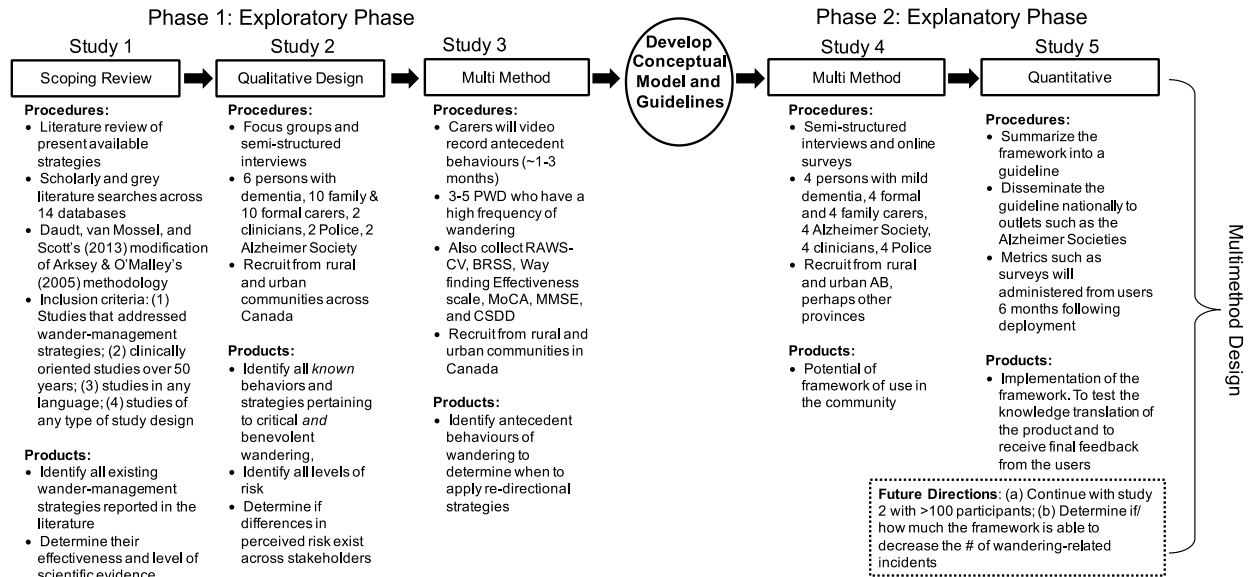 Phase 1: Exploratory Phase
Phase 2: Explanatory Phase
Study 1
Scoping Review
Procedures:
• Literature review of
present available
strategies
• Scholarly and grey
literature searches across
14 databases
• Daudt, van Mossel, and
Scott's (2013) modification
of Arksey & O'Malley's
(2005) methodology
• Inclusion criteria: (1)
Studies that addressed
wander-management
strategies; (2) clinically
oriented studies over 50
years; (3) studies in any
language; (4) studies of
any type of study design
Products:
• Identify all existing
wander-management
strategies reported in the
literature
• Determine their
effectiveness and level of
scientific evidence
Study 2
Qualitative Design
Procedures:
• Focus groups and
semi-structured
interviews
• 6 persons with
dementia, 10 family &
10 formal carers, 2
clinicians, 2 Police, 2
Alzheimer Society
• Recruit from rural
and urban
communities across
Canada
Products:
• Identify all known
behaviors and
strategies pertaining
to critical and
benevolent
wandering,
• Identify all levels of
risk
• Determine if
differences in
perceived risk exist
across stakeholders
Study 3
Multi Method
Procedures:
• Carers will video
record antecedent
behaviours (~1-3
months)
• 3-5 PWD who have a
high frequency of
wandering
• Also collect RAWS-
CV, BRSS, Way
finding Effectiveness
scale, MoCA, MMSE,
and CSDD
• Recruit from rural and
urban communities in
Canada
Products:
• Identify antecedent
behaviours of
wandering to
determine when to
apply re-directional
strategies
Develop
Conceptual
Model and
Guidelines
Study 4
Multi Method
Procedures:
• Semi-structured
interviews and online
surveys
• 4 persons with mild
dementia, 4 formal
and 4 family carers,
4 Alzheimer Society,
4 clinicians, 4 Police
• Recruit from rural
and urban AB,
perhaps other
provinces
Products:
• Potential of
framework of use in
the community
Study 5
Quantitative
Procedures:
• Summarize the
framework into a
guideline
• Disseminate the
guideline nationally to
outlets such as the
Alzheimer Societies
• Metrics such as
surveys will
administered from users
6 months following
deployment
Products:
• Implementation of the
framework. To test the
knowledge translation of
the product and to
receive final feedback
from the users
Future Directions: (a) Continue with study
2 with >100 participants; (b) Determine if/
how much the framework is able to
decrease the # of wandering-related
incidents
Multimethod Design